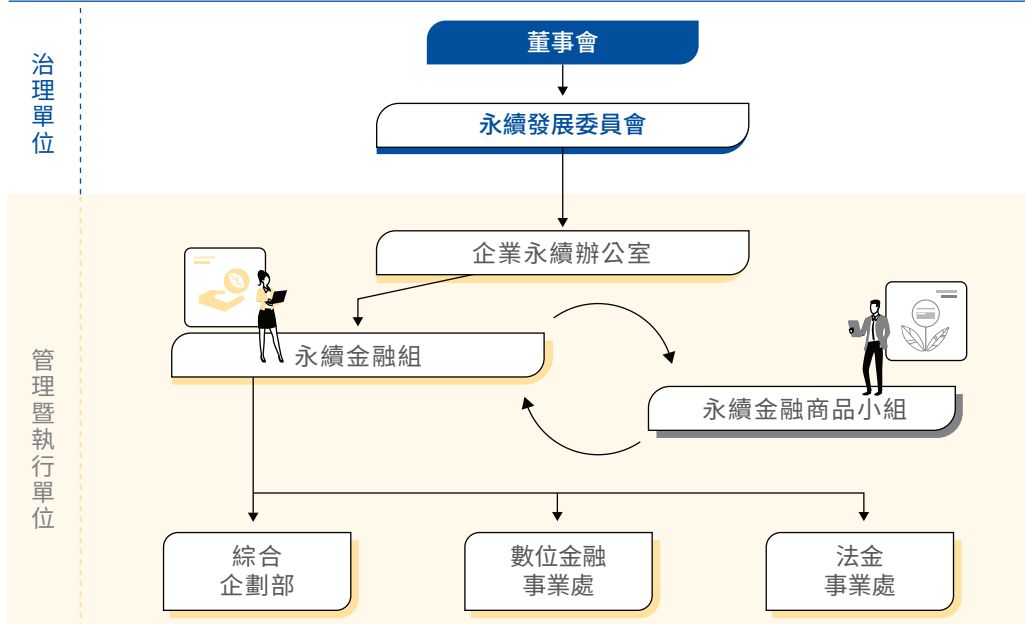 治理單位
董事會
永續發展委員會
管理暨執行單位
企業永續辦公室
永續金融組
永續金融商品小組
綜合
企劃部
數位金融
事業處
法金
事業處